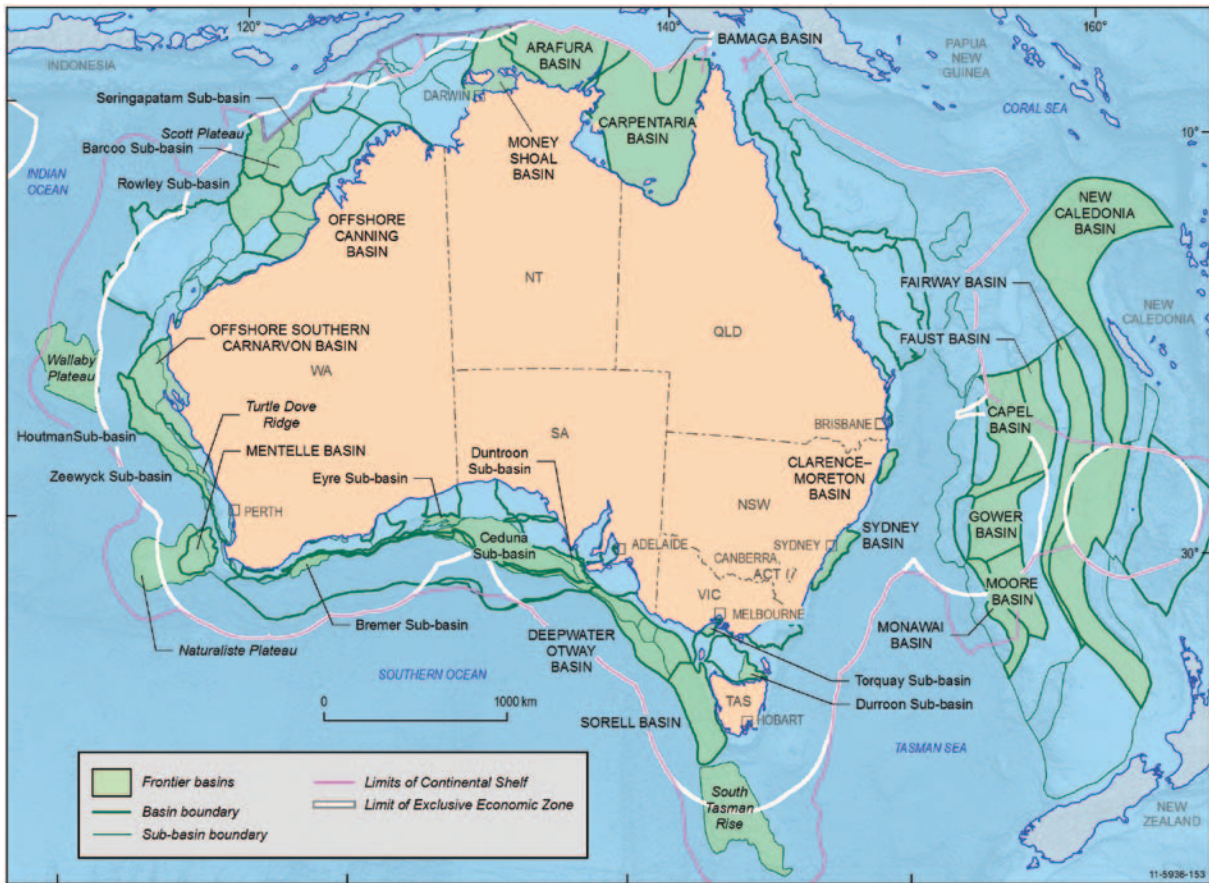 120°
140°
160°
INDONESIA
ARAFURA
BASIN
BAMAGA BASIN
PAPUA
NEW
GUINEA
Seringapatam Sub-basin
DARWIN
CORAL SEA
Scott Plateau
CARPENTARIA
BASIN
10°
Barcoo Sub-basin
MONEY
SHOAL
BASIN
INDIAN
OCEAN
Rowley Sub-basin
NEW
CALEDONIA
BASIN
OFFSHORE
CANNING
BASIN
NT
FAIRWAY BASIN
NEW
CALEDONIA
OFFSHORE SOUTHERN
CARNARVON BASIN
QLD
FAUST BASIN
Wallaby
Plateau
WA
Turtle Dove
Ridge
CAPEL
BASIN
BRISBANE
HoutmanSub-basin
SA
MENTELLE BASIN
Duntroon
Sub-basin
CLARENCE–
MORETON
BASIN
Zeewyck Sub-basin
Eyre Sub-basin
NSW
PERTH
GOWER
BASIN
Ceduna
Sub-basin
ADELAIDE
SYDNEY
SYDNEY
BASIN
30°
CANBERRA
ACT
MOORE
BASIN
VIC
MELBOURNE
Bremer Sub-basin
MONAWAI
BASIN
Naturaliste Plateau
DEEPWATER
OTWAY
BASIN
SOUTHERN OCEAN
Torquay Sub-basin
0
1000 km
TAS
Durroon Sub-basin
SORELL BASIN
HOBART
TASMAN SEA
Frontier basins
Limits of Continental Shelf
Basin boundary
Limit of Exclusive Economic Zone
Sub-basin boundary
South
Tasman
Rise
NEW
ZEALAND
11-5936-153